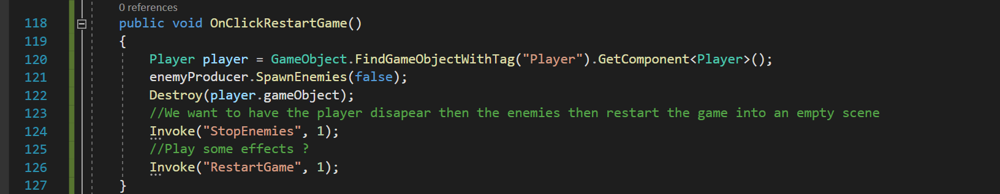 0 references
118 public void OnClickRestartGame()
119 {
120 Player player = GameObject.FindGameObjectWithTag("Player").GetComponent<Player>();
121 enemyProducer.SpawnEnemies(false);
122 Destroy(player.gameObject);
123 //We want to have the player disapear then the enemies then restart the game into an empty scene
124 Invoke("StopEnemies", 1);
125 //Play some effects ?
126 Invoke("RestartGame", 1);
127 }